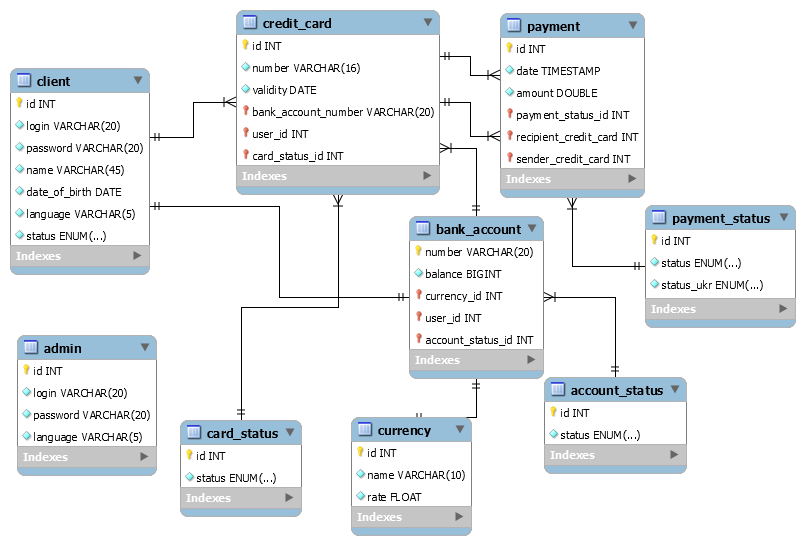 credit_card
id INT
number VARCHAR(16)
validity DATE
bank_account_number VARCHAR(20)
user_id INT
card_status_id INT
Indexes
payment
id INT
date TIMESTAMP
amount DOUBLE
payment_status_id INT
recipient_credit_card INT
sender_credit_card INT
Indexes
client
id INT
login VARCHAR(20)
password VARCHAR(20)
name VARCHAR(45)
date_of_birth DATE
language VARCHAR(5)
status ENUM(...)
Indexes
bank_account
number VARCHAR(20)
balance BIGINT
currency_id INT
user_id INT
account_status_id INT
Indexes
payment_status
id INT
status ENUM(...)
status_ukr ENUM(...)
Indexes
admin
id INT
login VARCHAR(20)
password VARCHAR(20)
language VARCHAR(5)
Indexes
card_status
id INT
status ENUM(...)
Indexes
currency
id INT
name VARCHAR(10)
rate FLOAT
Indexes
account_status
id INT
status ENUM(...)
Indexes